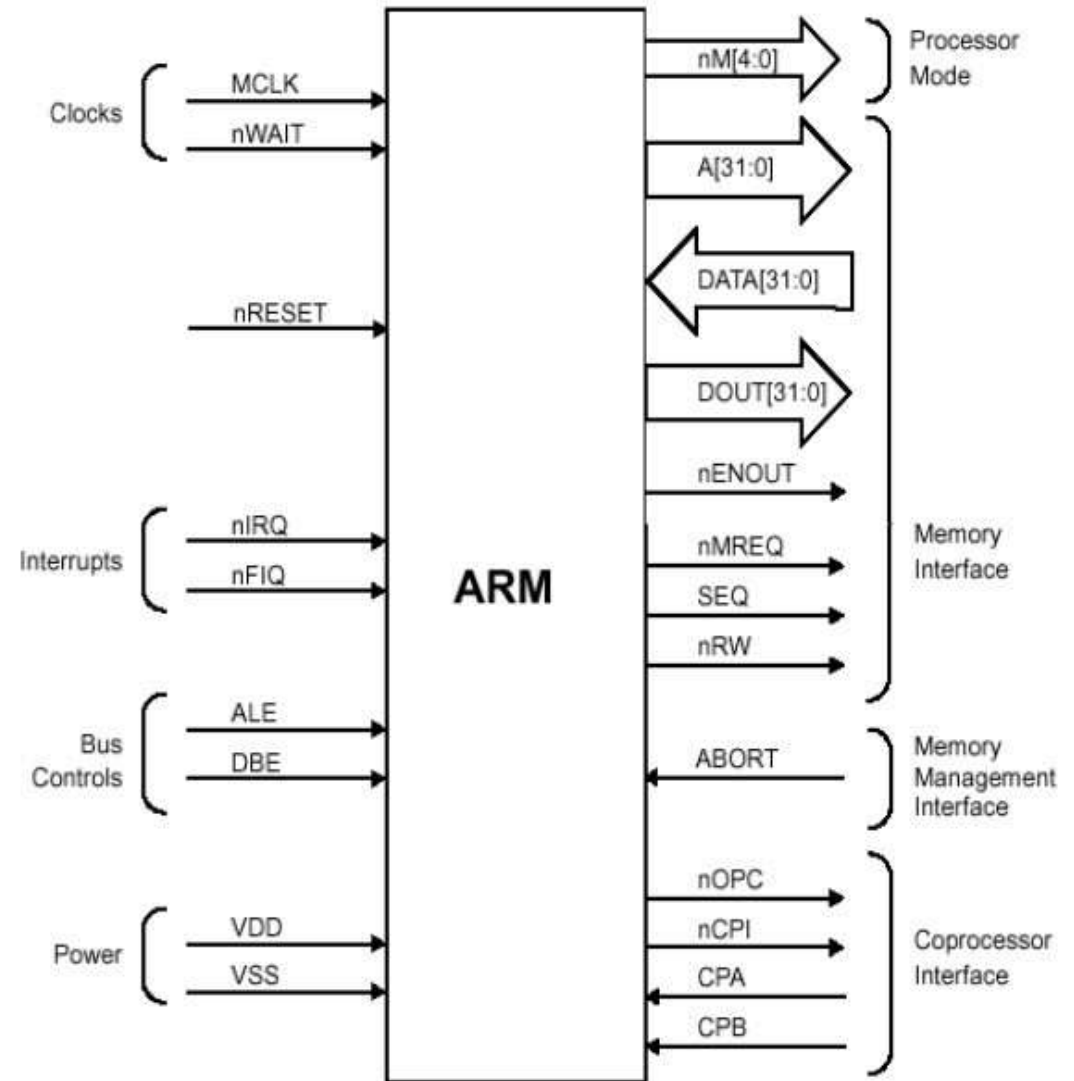 Clocks
MCLK
nWAIT
nRESET
Interrupts
nIRQ
nFIQ
Bus
Controls
ALE
DBE
Power
VDD
VSS
ARM
nM[4:0]
Processor
Mode
A[31:0]
DATA[31:0]
DOUT[31:0]
nENOUT
nMREQ
SEQ
nRW
Memory
Interface
ABORT
Memory
Management
Interface
nOPC
nCPI
CPA
CPB
Coprocessor
Interface